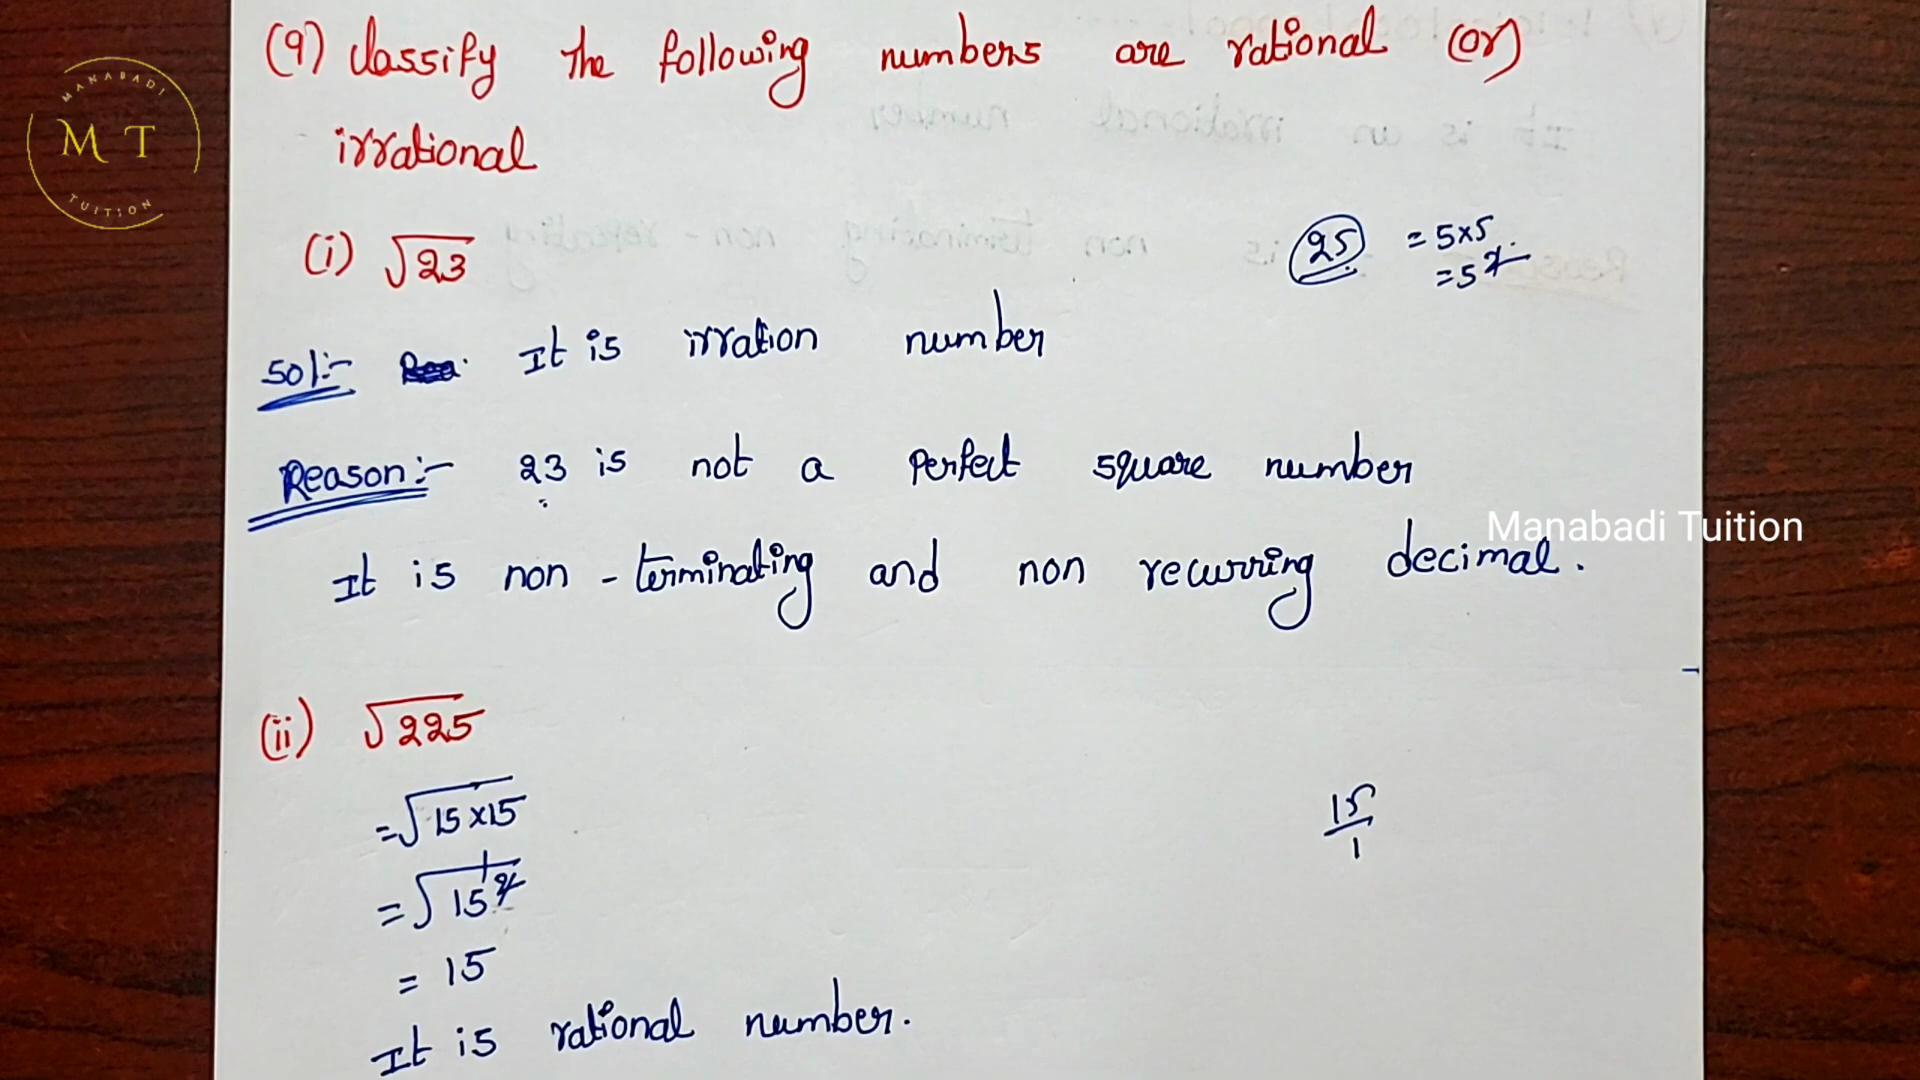 MANABADI
M T
TUITION
(9) classify the following numbers are rational (or)
irrational
(i) √23
25 = 5×5
= 5²
Sol:- It is irration number
Reason:- 23 is not a perfect square number
Manabadi Tuition
It is non - terminating and non recurring decimal.
(ii) √225
= √15×15
15/1
= √15²
= 15
It is rational number.